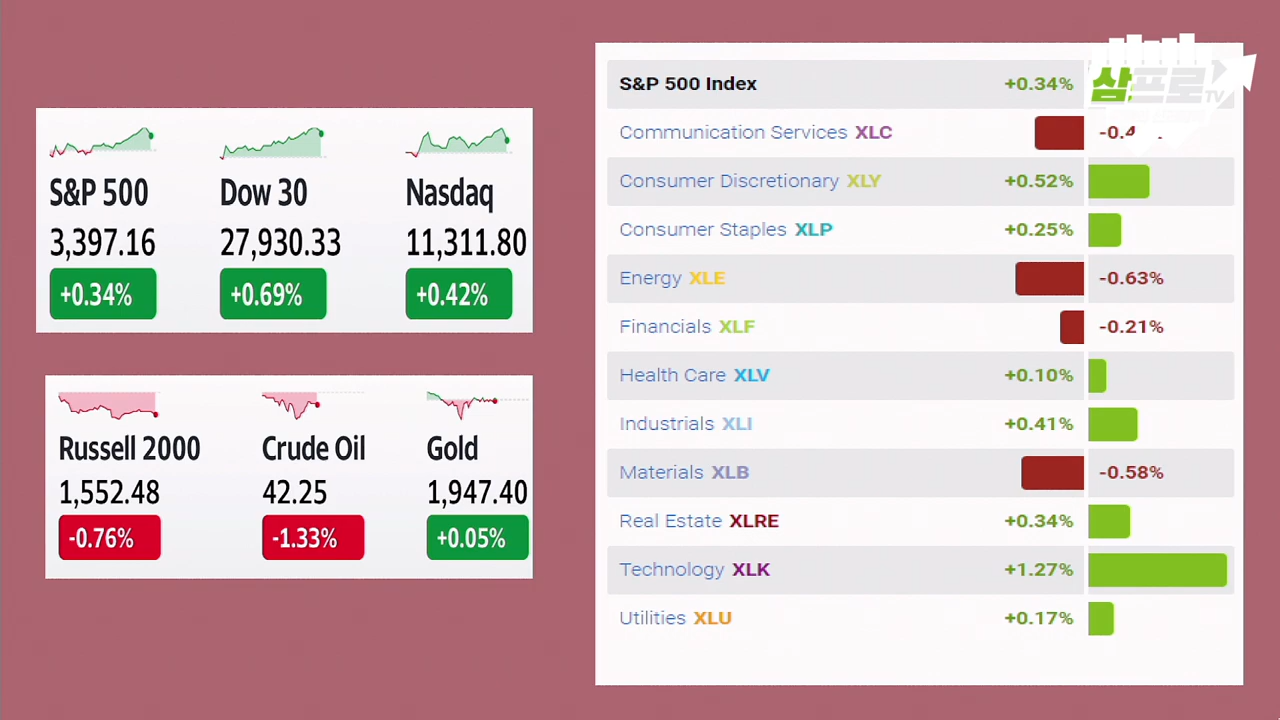 S&P 500
Dow 30
Nasdaq
3,397.16
27,930.33
11,311.80
+0.34%
+0.69%
+0.42%
Russell 2000
Crude Oil
Gold
1,552.48
42.25
1,947.40
-0.76%
-1.33%
+0.05%
S&P 500 Index +0.34%
Communication Services XLC
Consumer Discretionary XLY +0.52%
Consumer Staples XLP +0.25%
Energy XLE -0.63%
Financials XLF -0.21%
Health Care XLV +0.10%
Industrials XLI +0.41%
Materials XLB -0.58%
Real Estate XLRE +0.34%
Technology XLK +1.27%
Utilities XLU +0.17%
삼프로TV